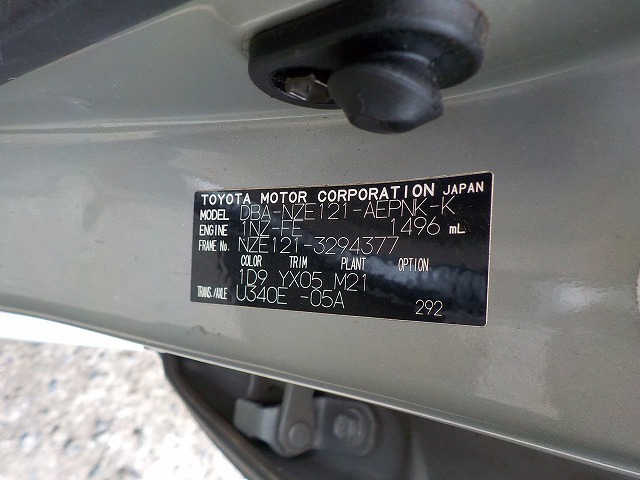 TOYOTA MOTOR CORPORATION JAPAN
MODEL DBA-NZE121-AEPNK-K
ENGINE 1NZ-FE 1496 mL
FRAME No. NZE121-3294377
COLOR TRIM PLANT OPTION
1D9 YX05 M21
TRANS./AXLE U340E -05A
292